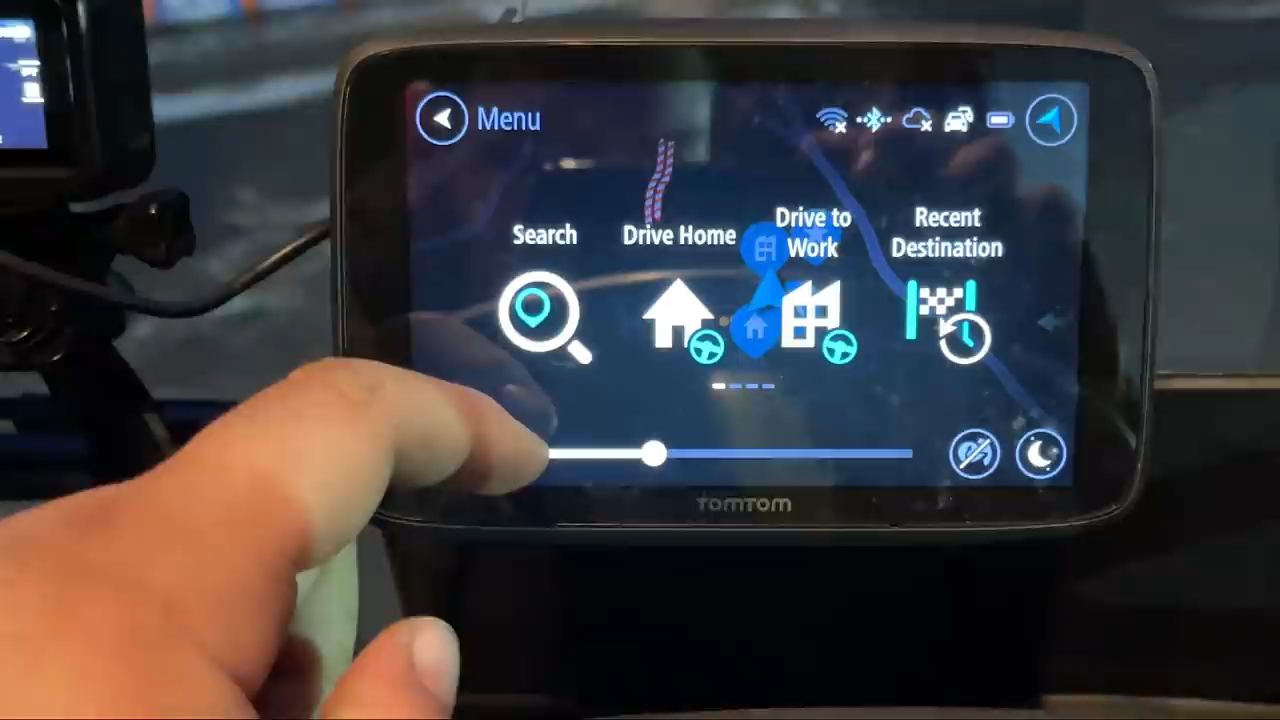 Menu
Search
Drive Home
Drive to
Work
Recent
Destination
TOMTOM